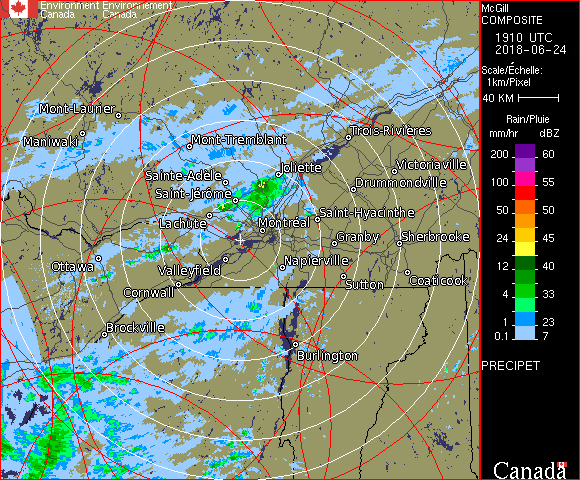 Environment Environnement
Canada Canada
McGill
COMPOSITE
1910 UTC
2018-06-24
Scale/Échelle:
1km/Pixel
40 KM
Rain/Pluie
mm/hr dBZ
200 60
100 55
50 50
24 45
12 40
4 33
1 23
0.1 7
PRECIPET
Canada
Mont-Laurier
Maniwaki
Mont-Tremblant
Trois-Rivières
Joliette
Victoriaville
Sainte-Adèle
Drummondville
Saint-Jérôme
Saint-Hyacinthe
Lachute
Montréal
Granby
Sherbrooke
Ottawa
Valleyfield
Napierville
Cornwall
Sutton
Coaticook
Brockville
Burlington